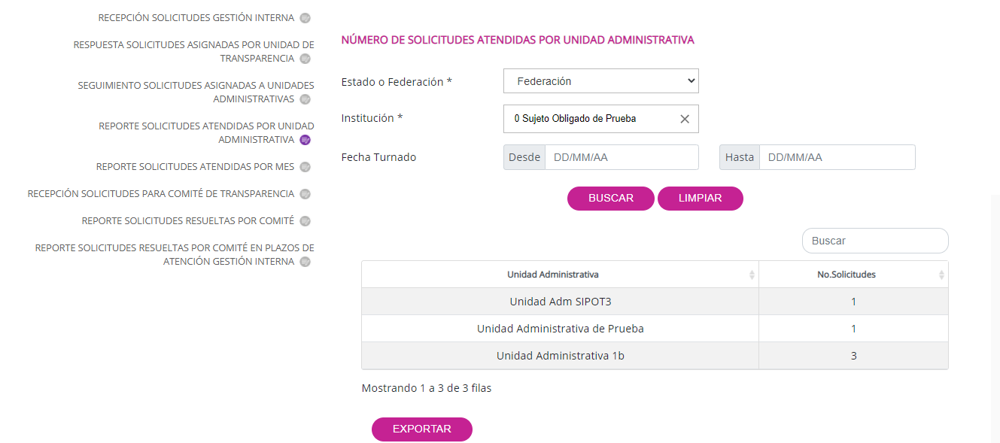 RECEPCIÓN SOLICITUDES GESTIÓN INTERNA
RESPUESTA SOLICITUDES ASIGNADAS POR UNIDAD DE
TRANSPARENCIA
SEGUIMIENTO SOLICITUDES ASIGNADAS A UNIDADES
ADMINISTRATIVAS
REPORTE SOLICITUDES ATENDIDAS POR UNIDAD
ADMINISTRATIVA
REPORTE SOLICITUDES ATENDIDAS POR MES
RECEPCIÓN SOLICITUDES PARA COMITÉ DE TRANSPARENCIA
REPORTE SOLICITUDES RESUELTAS POR COMITÉ
REPORTE SOLICITUDES RESUELTAS POR COMITÉ EN PLAZOS DE
ATENCIÓN GESTIÓN INTERNA
NÚMERO DE SOLICITUDES ATENDIDAS POR UNIDAD ADMINISTRATIVA
Estado o Federación * Federación
Institución * 0 Sujeto Obligado de Prueba
Fecha Turnado Desde DD/MM/AA Hasta DD/MM/AA
BUSCAR LIMPIAR
Buscar
Unidad Administrativa No.Solicitudes
Unidad Adm SIPOT3 1
Unidad Administrativa de Prueba 1
Unidad Administrativa 1b 3
Mostrando 1 a 3 de 3 filas
EXPORTAR